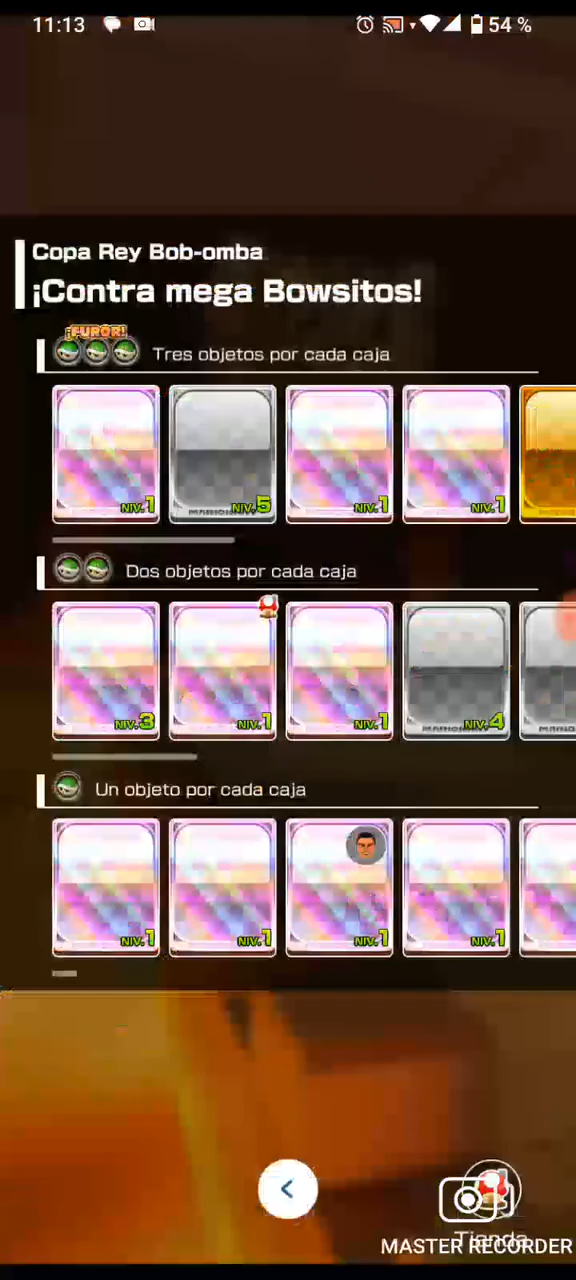 11:13
54 %
Copa Rey Bob-omba
¡Contra mega Bowsitos!
¡FUROR!
Tres objetos por cada caja
NIV.1
NIV.5
NIV.1
NIV.1
Dos objetos por cada caja
NIV.3
NIV.1
NIV.1
NIV.4
Un objeto por cada caja
NIV.1
NIV.1
NIV.1
NIV.1
Tienda
MASTER RECORDER